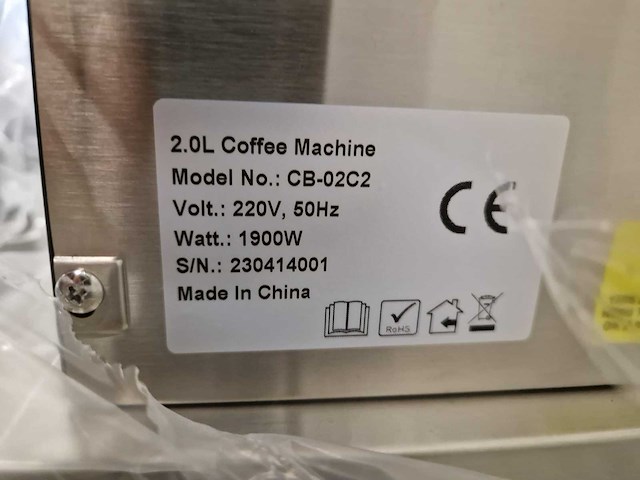 2.0L Coffee Machine
Model No.: CB-02C2
Volt.: 220V, 50Hz
Watt.: 1900W
S/N.: 230414001
Made In China
CE
RoHS